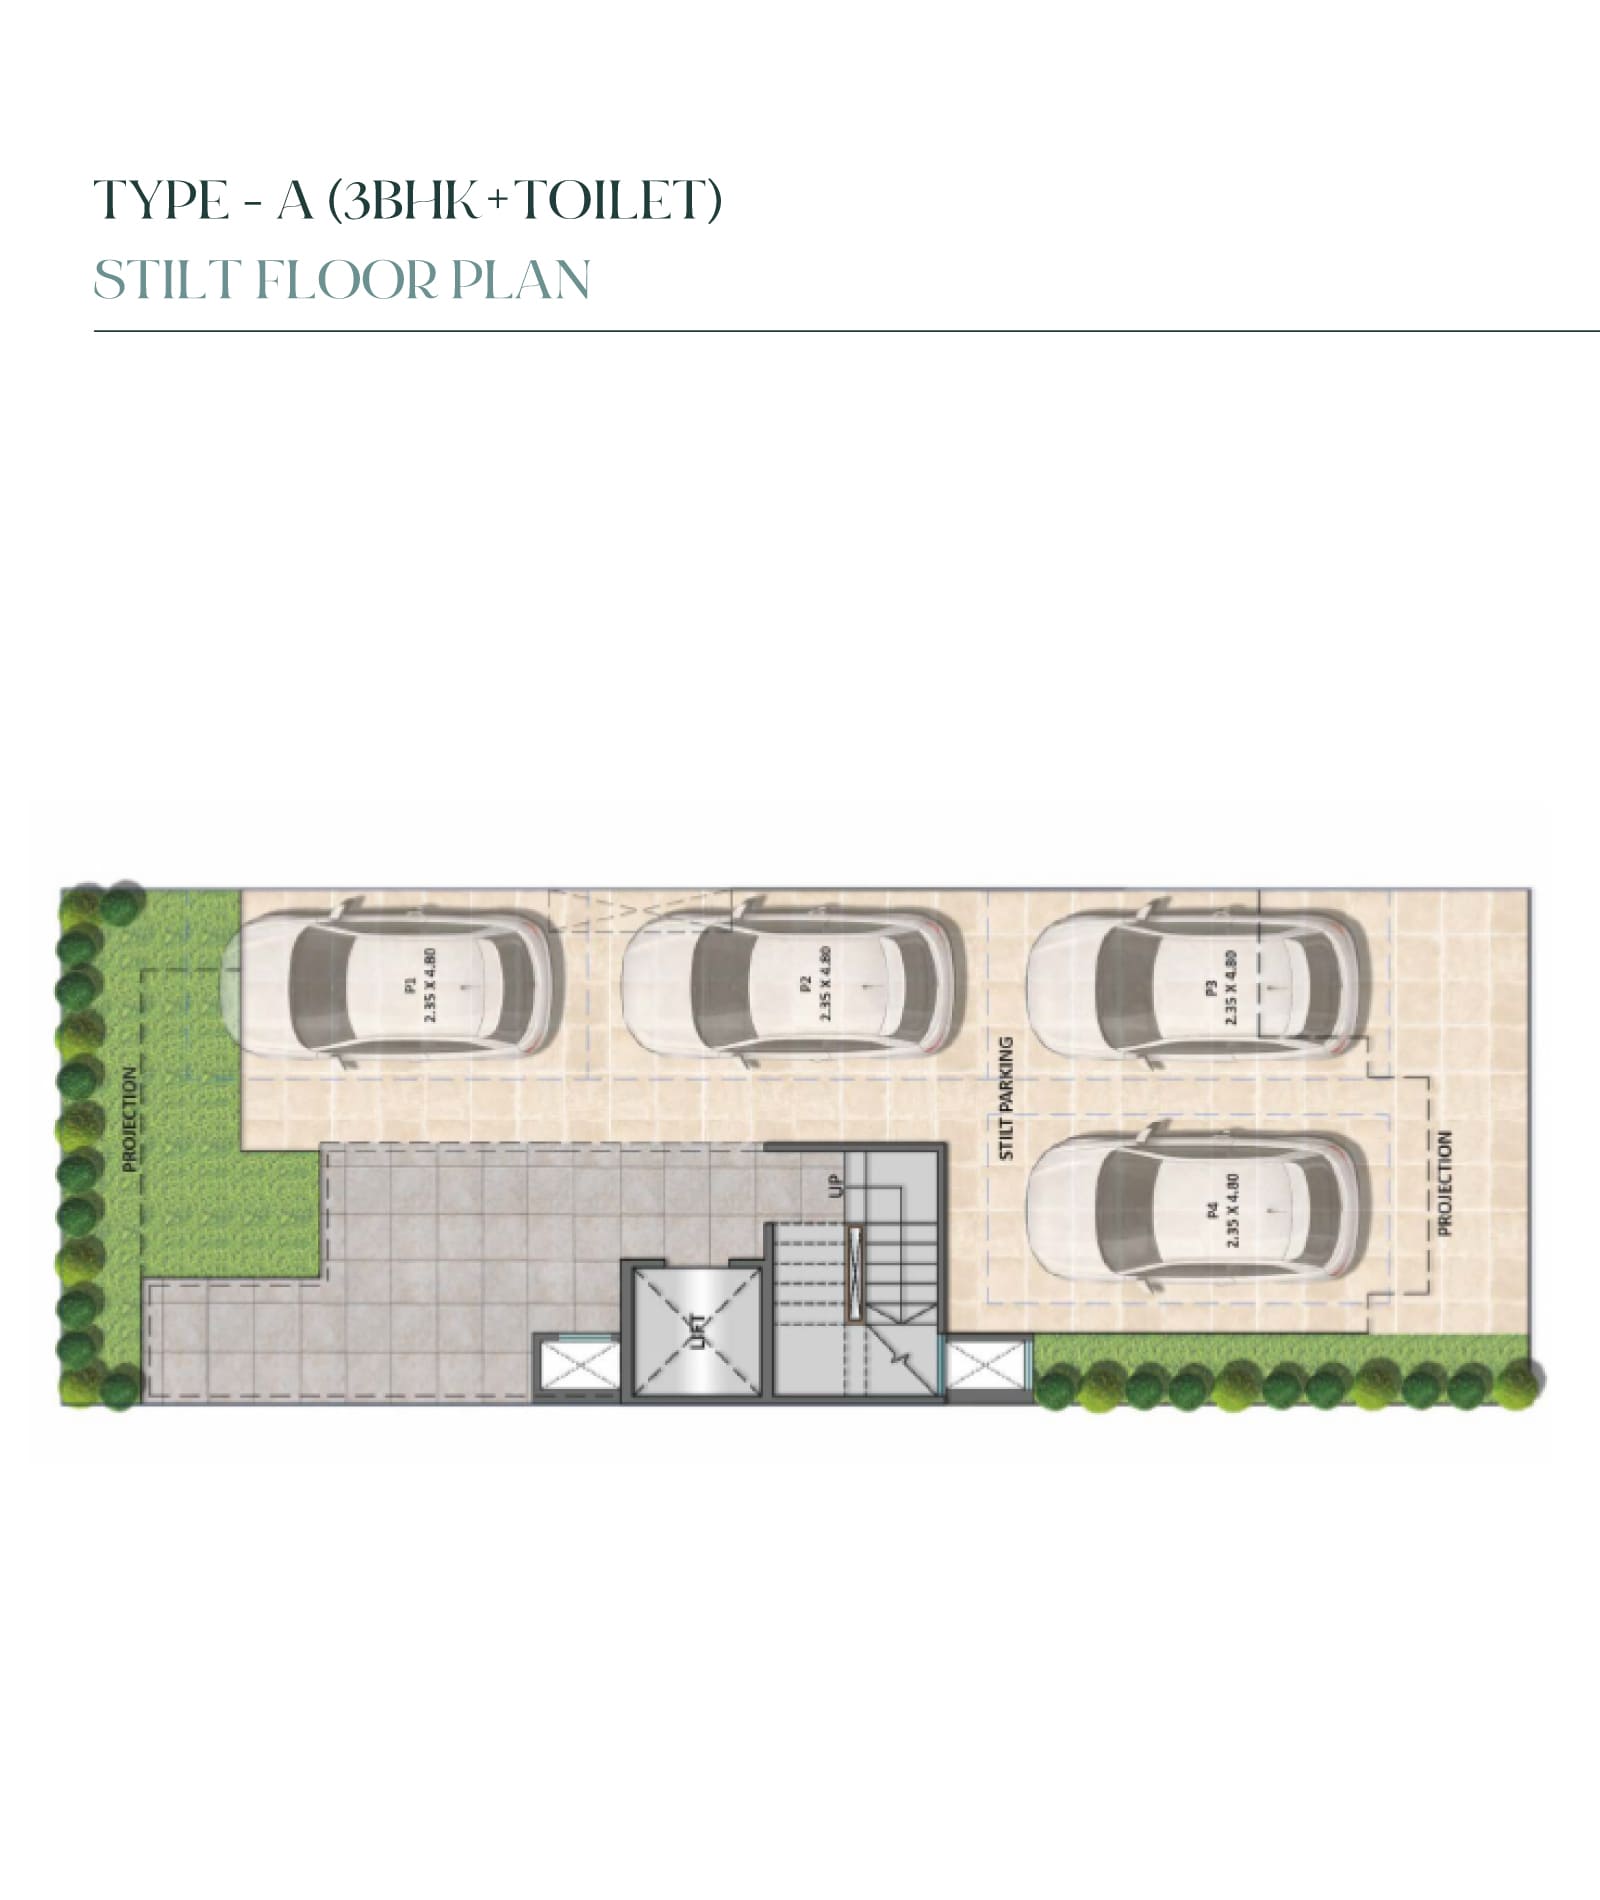 TYPE - A (3BHK+TOILET)
STILT FLOOR PLAN
PROJECTION
P1
2.35 X 4.80
P2
2.35 X 4.80
P3
2.35 X 4.80
STILT PARKING
P4
2.35 X 4.80
PROJECTION
UP
LIFT